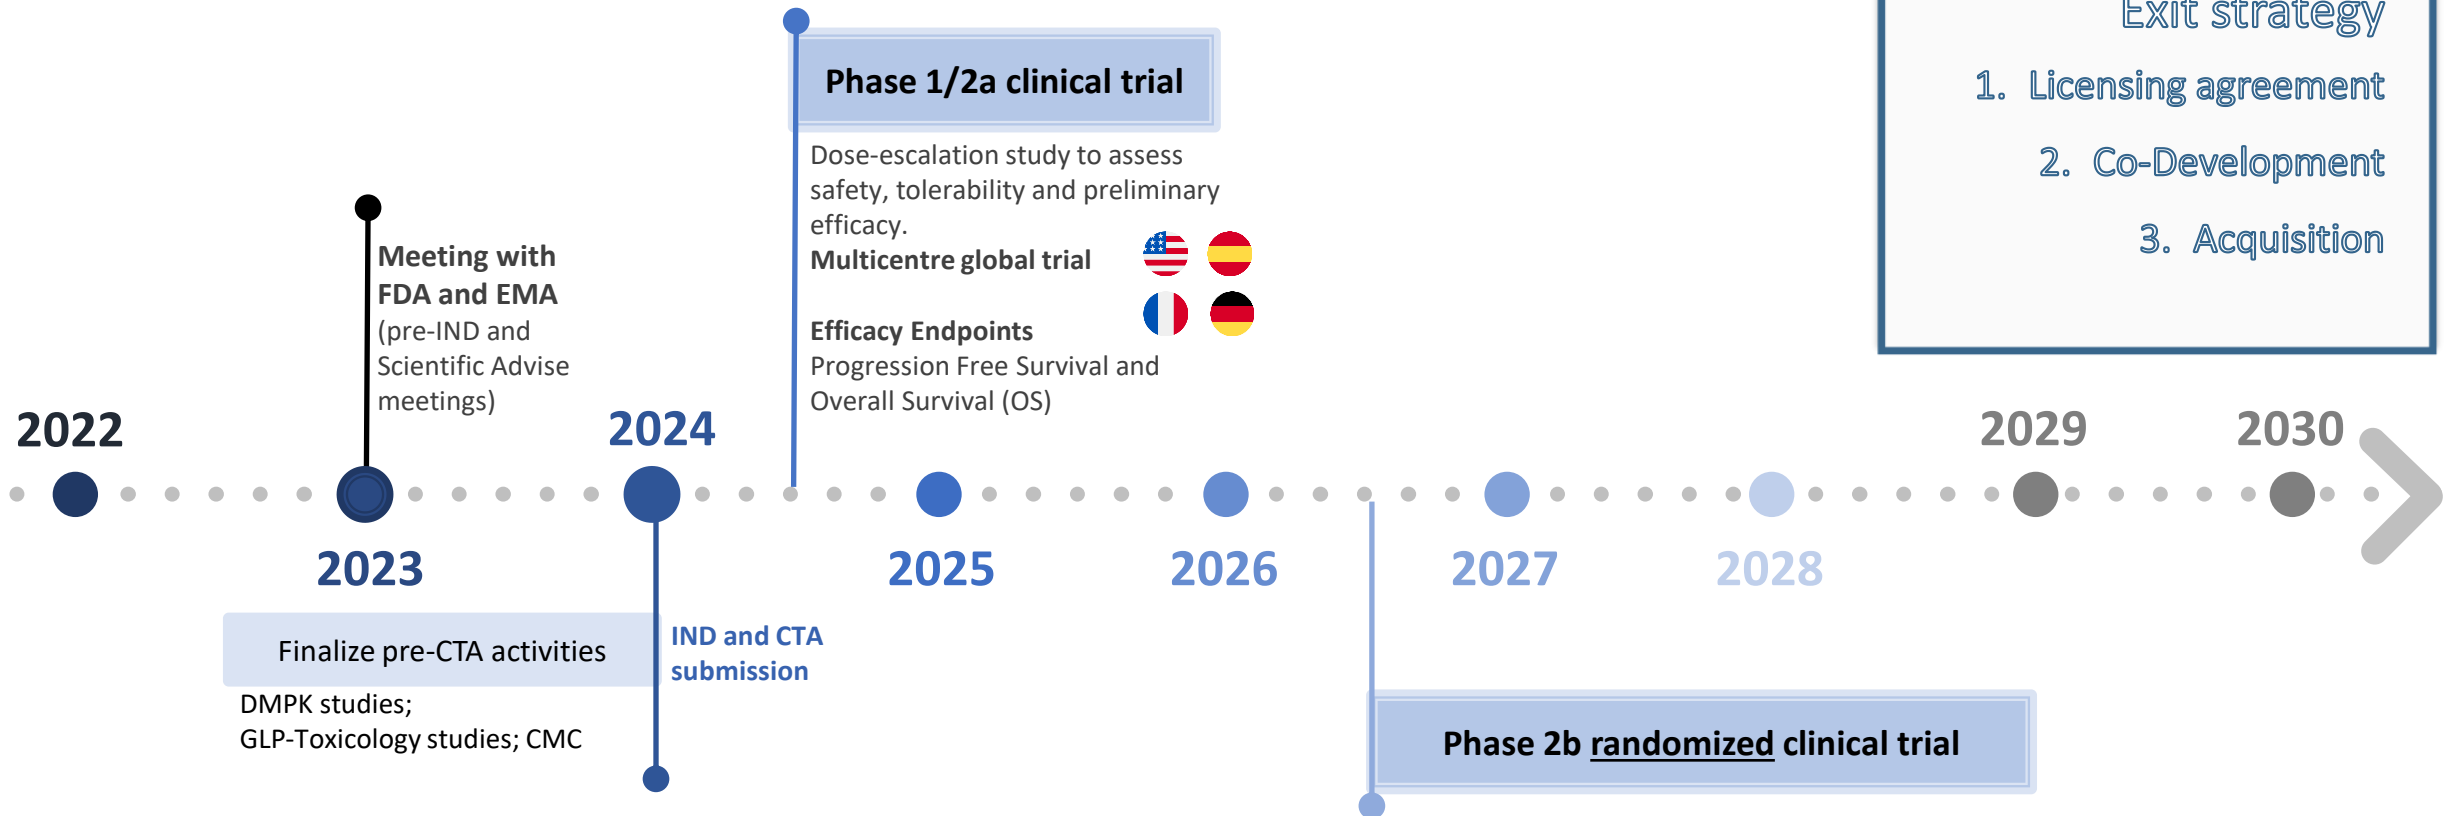 Exit strategy
1. Licensing agreement
2. Co-Development
3. Acquisition
Phase 1/2a clinical trial
Dose-escalation study to assess
safety, tolerability and preliminary
efficacy.
Multicentre global trial
Efficacy Endpoints
Progression Free Survival and
Overall Survival (OS)
Meeting with
FDA and EMA
(pre-IND and
Scientific Advise
meetings)
2022
2024
2029
2030
2023
2025
2026
2027
2028
Finalize pre-CTA activities
DMPK studies;
GLP-Toxicology studies; CMC
IND and CTA
submission
Phase 2b randomized clinical trial